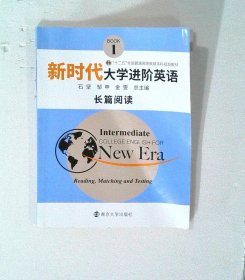 BOOK
1
"十二五"普通高等教育本科国家级规划教材
新时代大学进阶英语
石坚 邹申 金雯 总主编
长篇阅读
Intermediate
COLLEGE ENGLISH FOR
New Era
Reading, Matching and Testing
南京大学出版社